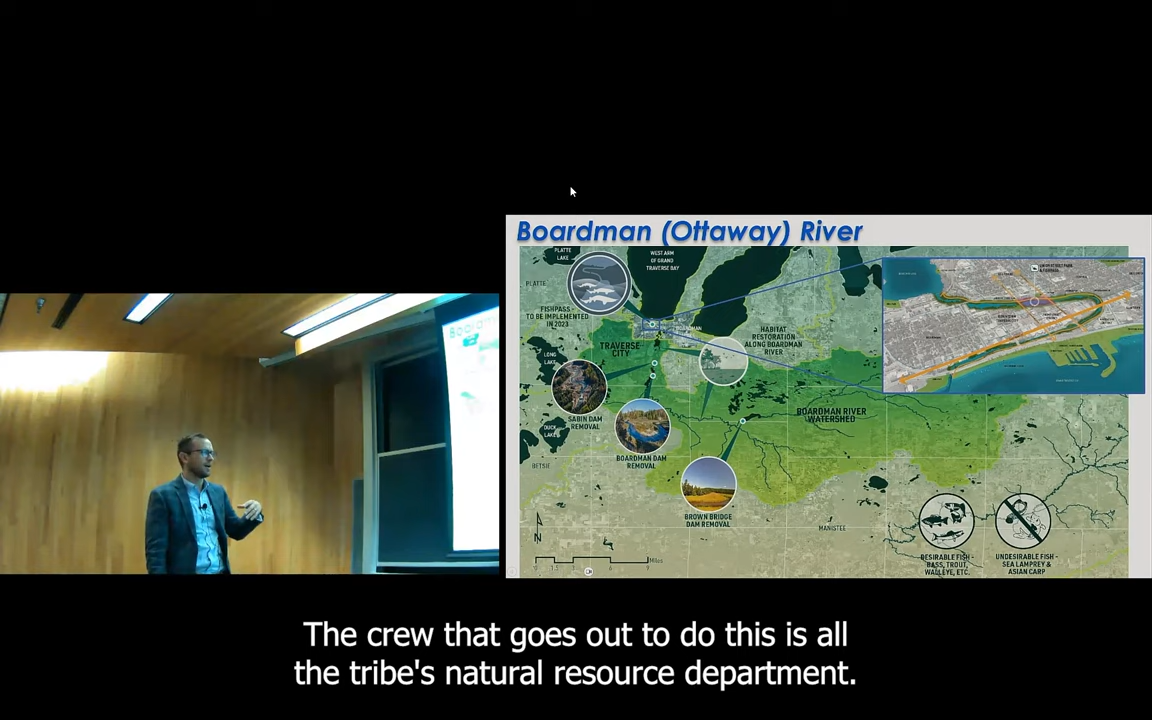 Boardman (Ottaway) River
PLATTE
LAKE
WEST ARM
OF GRAND
TRAVERSE BAY
PLATTE
FISHPASS -
TO BE IMPLEMENTED
IN 2023
TRAVERSE
CITY
BOARDMAN
HABITAT
RESTORATION
ALONG BOARDMAN
RIVER
LONG
LAKE
SABIN DAM
REMOVAL
DUCK
LAKE
BOARDMAN RIVER
WATERSHED
BOARDMAN DAM
REMOVAL
BETSIE
BROWN BRIDGE
DAM REMOVAL
MANISTEE
N
Miles
DESIRABLE FISH -
BASS, TROUT,
WALLEYE, ETC.
UNDESIRABLE FISH -
SEA LAMPREY &
ASIAN CARP
The crew that goes out to do this is all
the tribe's natural resource department.